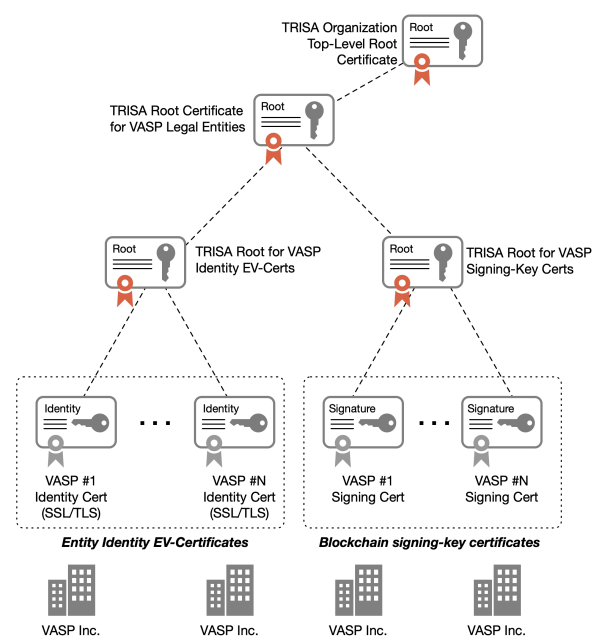 TRISA Organization
Top-Level Root
Certificate
Root
TRISA Root Certificate
for VASP Legal Entities
Root
Root
TRISA Root for VASP
Identity EV-Certs
Root
TRISA Root for VASP
Signing-Key Certs
Identity
. . .
Identity
Signature
. . .
Signature
VASP #1
Identity Cert
(SSL/TLS)
VASP #N
Identity Cert
(SSL/TLS)
VASP #1
Signing Cert
VASP #N
Signing Cert
Entity Identity EV-Certificates
Blockchain signing-key certificates
VASP Inc.
VASP Inc.
VASP Inc.
VASP Inc.